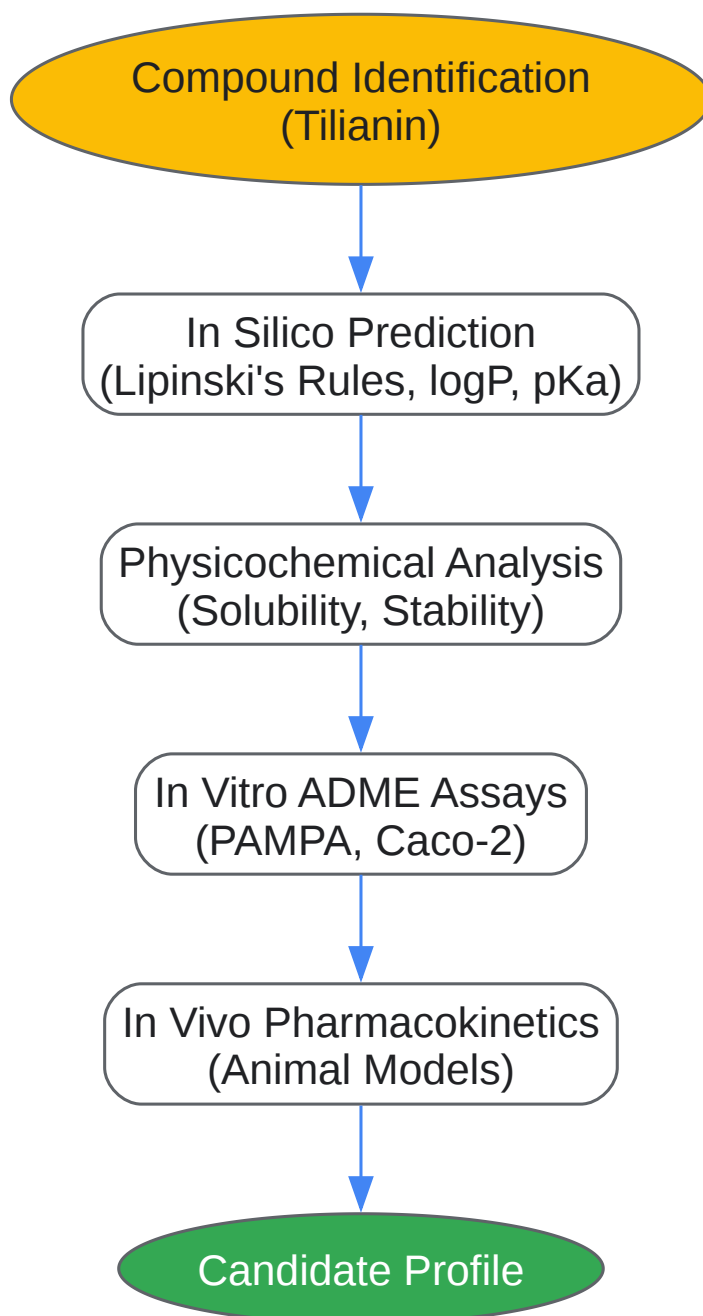 Compound Identification
(Tilianin)
In Silico Prediction
(Lipinski's Rules, logP, pKa)
Physicochemical Analysis
(Solubility, Stability)
In Vitro ADME Assays
(PAMPA, Caco-2)
In Vivo Pharmacokinetics
(Animal Models)
Candidate Profile